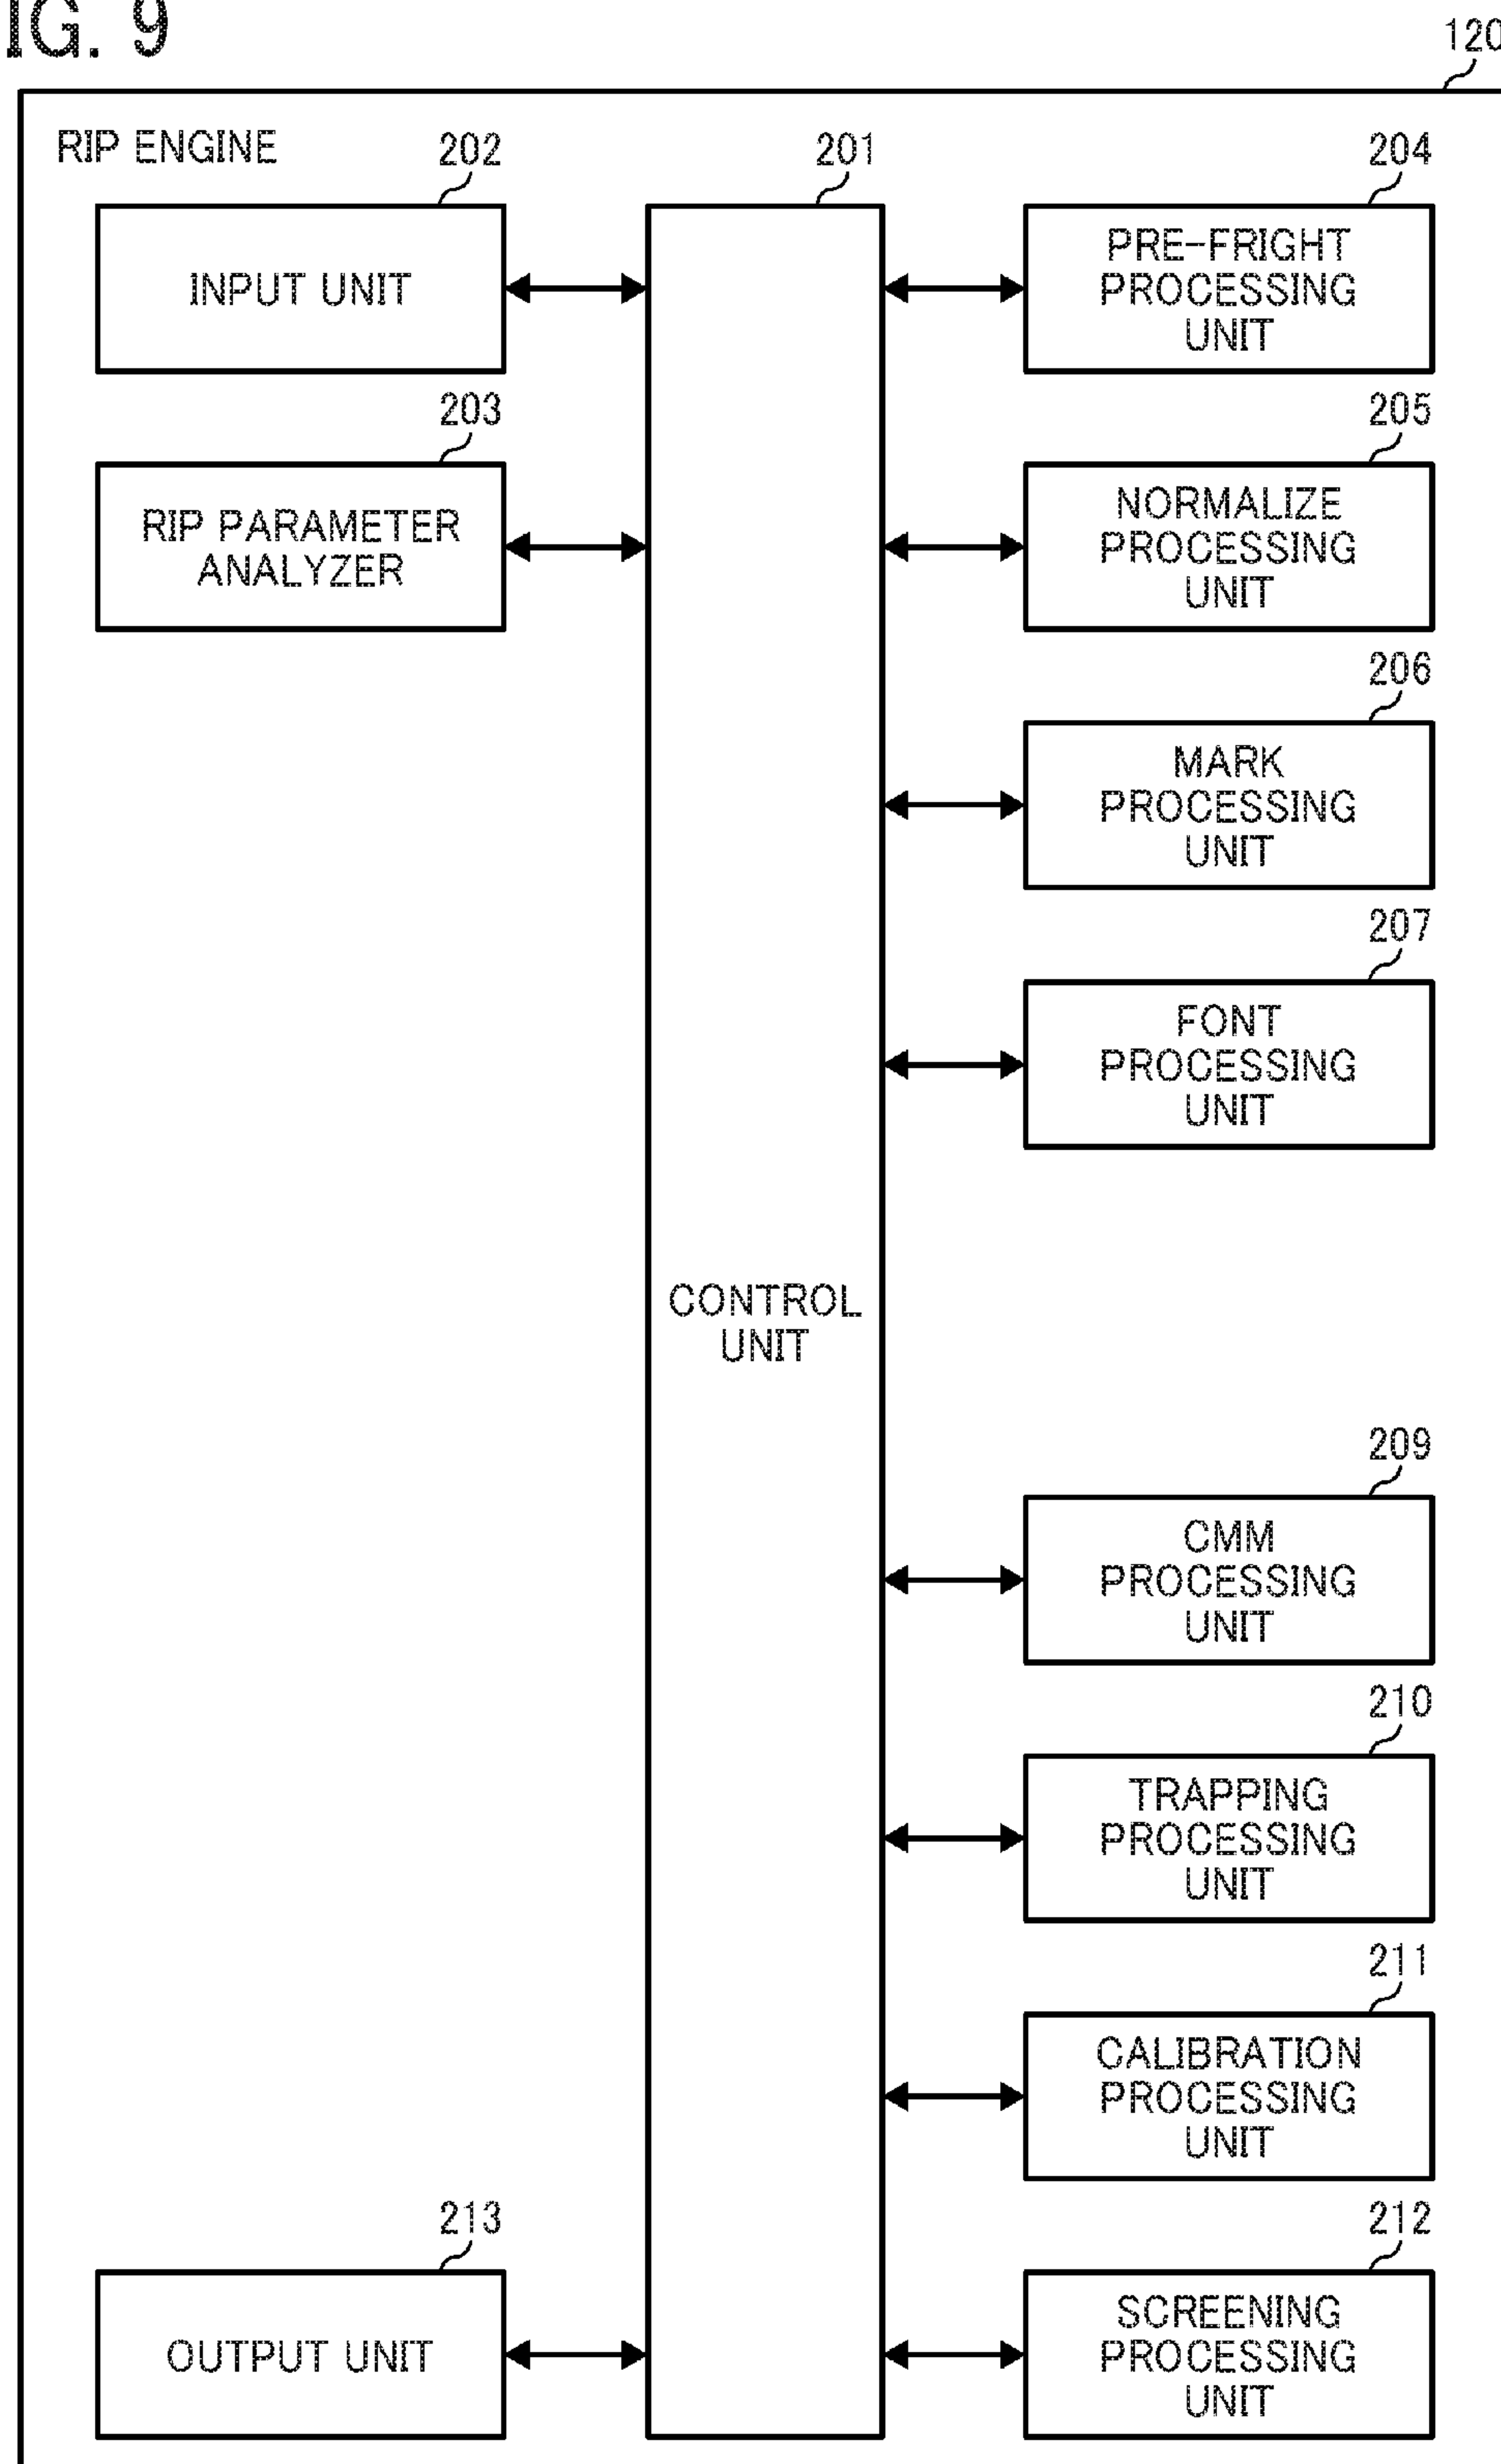 IG. 9
120
RIP ENGINE
202
INPUT UNIT
203
RIP PARAMETER
ANALYZER
201
CONTROL
UNIT
204
PRE-FRIGHT
PROCESSING
UNIT
205
NORMALIZE
PROCESSING
UNIT
206
MARK
PROCESSING
UNIT
207
FONT
PROCESSING
UNIT
209
CMM
PROCESSING
UNIT
210
TRAPPING
PROCESSING
UNIT
211
CALIBRATION
PROCESSING
UNIT
213
OUTPUT UNIT
212
SCREENING
PROCESSING
UNIT